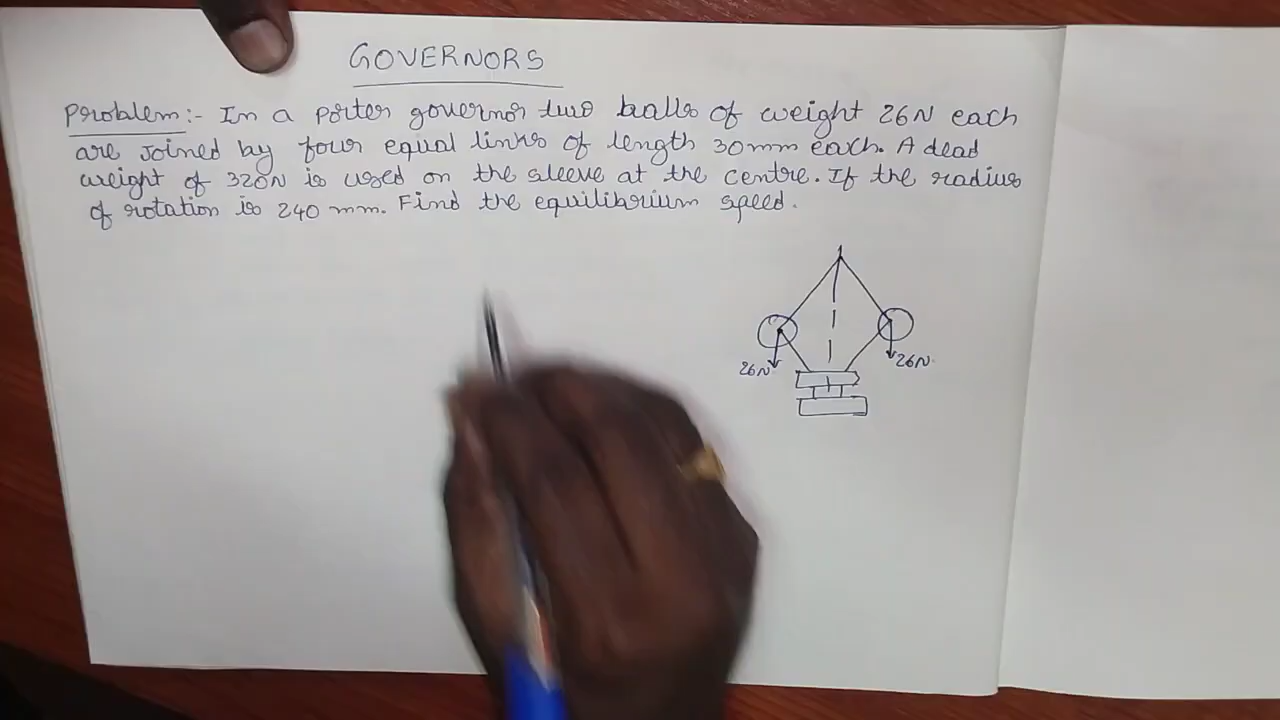 GOVERNORS
Problem:- In a porter governor two balls of weight 26N each
are joined by four equal links of length 30mm each. A dead
weight of 320N is used on the sleeve at the centre. If the radius
of rotation is 240 mm. Find the equilibrium speed.
26N
26N